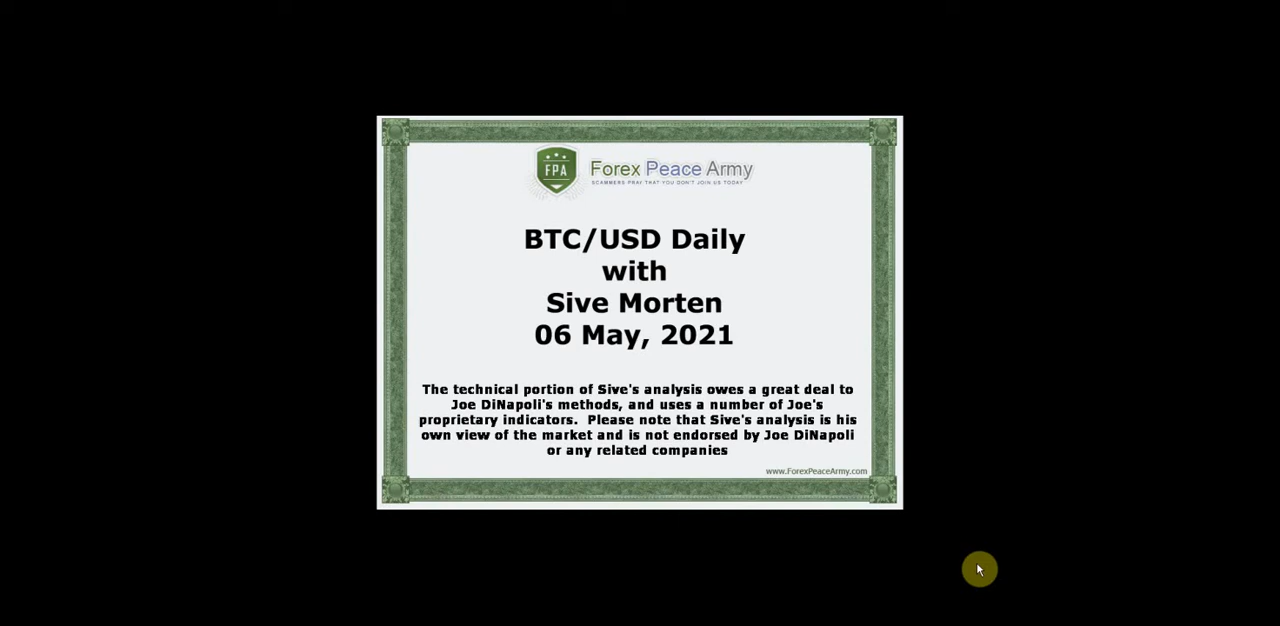 FPA
Forex Peace Army
SCAMMERS PRAY THAT YOU DON'T JOIN US TODAY
BTC/USD Daily
with
Sive Morten
06 May, 2021
The technical portion of Sive's analysis owes a great deal to
Joe DiNapoli's methods, and uses a number of Joe's
proprietary indicators. Please note that Sive's analysis is his
own view of the market and is not endorsed by Joe DiNapoli
or any related companies
www.ForexPeaceArmy.com